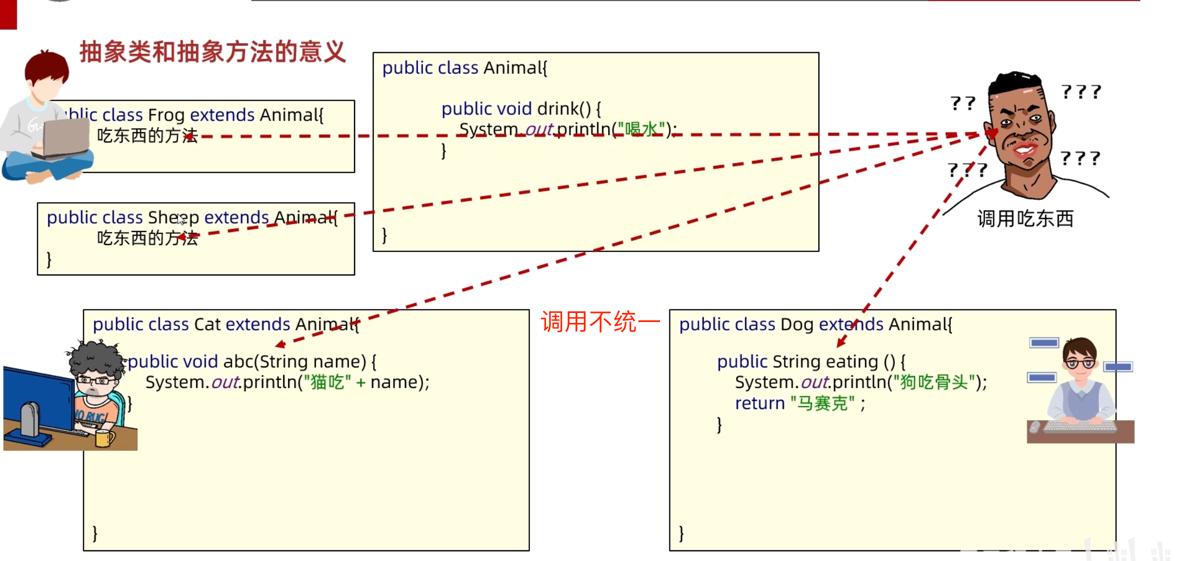 抽象类和抽象方法的意义
public class Animal{
public void drink() {
System.out.println("喝水");
}
}
public class Frog extends Animal{
吃东西的方法
public class Sheep extends Animal{
吃东西的方法
}
??
???
???
???
调用吃东西
调用不统一
public class Cat extends Animal{
public void abc(String name) {
System.out.println("猫吃" + name);
}
}
NO BUG!
public class Dog extends Animal{
public String eating () {
System.out.println("狗吃骨头");
return "马赛克" ;
}
}